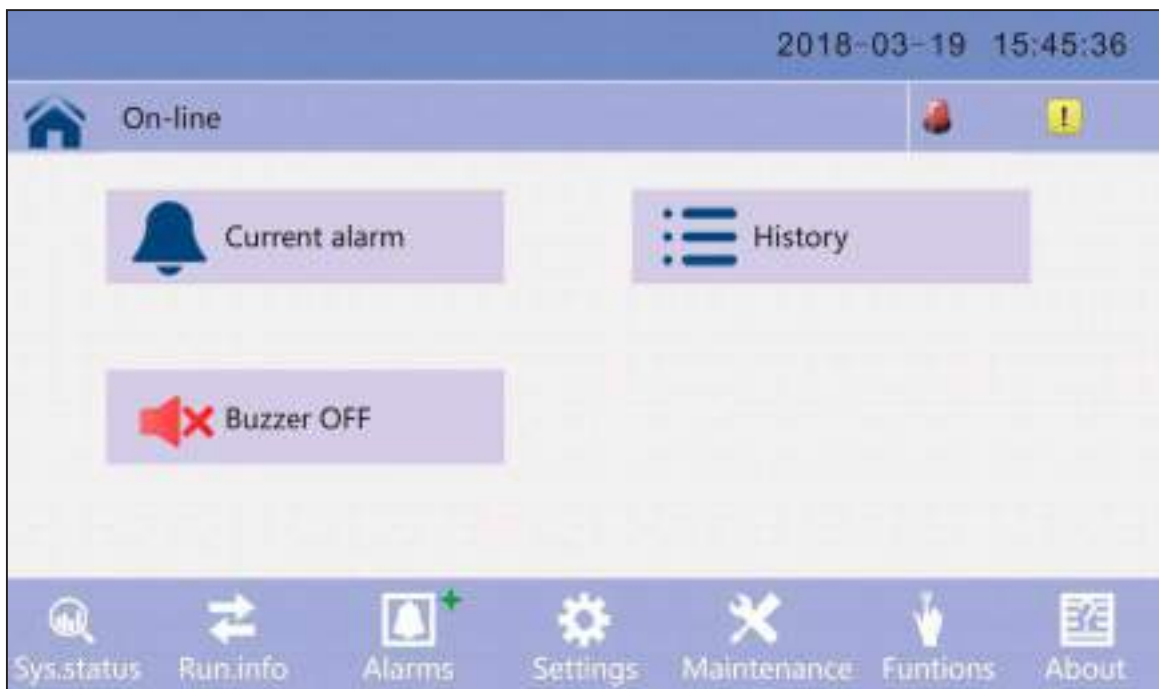 2018-03-19 15:45:36
On-line
Current alarm
History
Buzzer OFF
Sys.status Run.info Alarms Settings Maintenance Funtions About